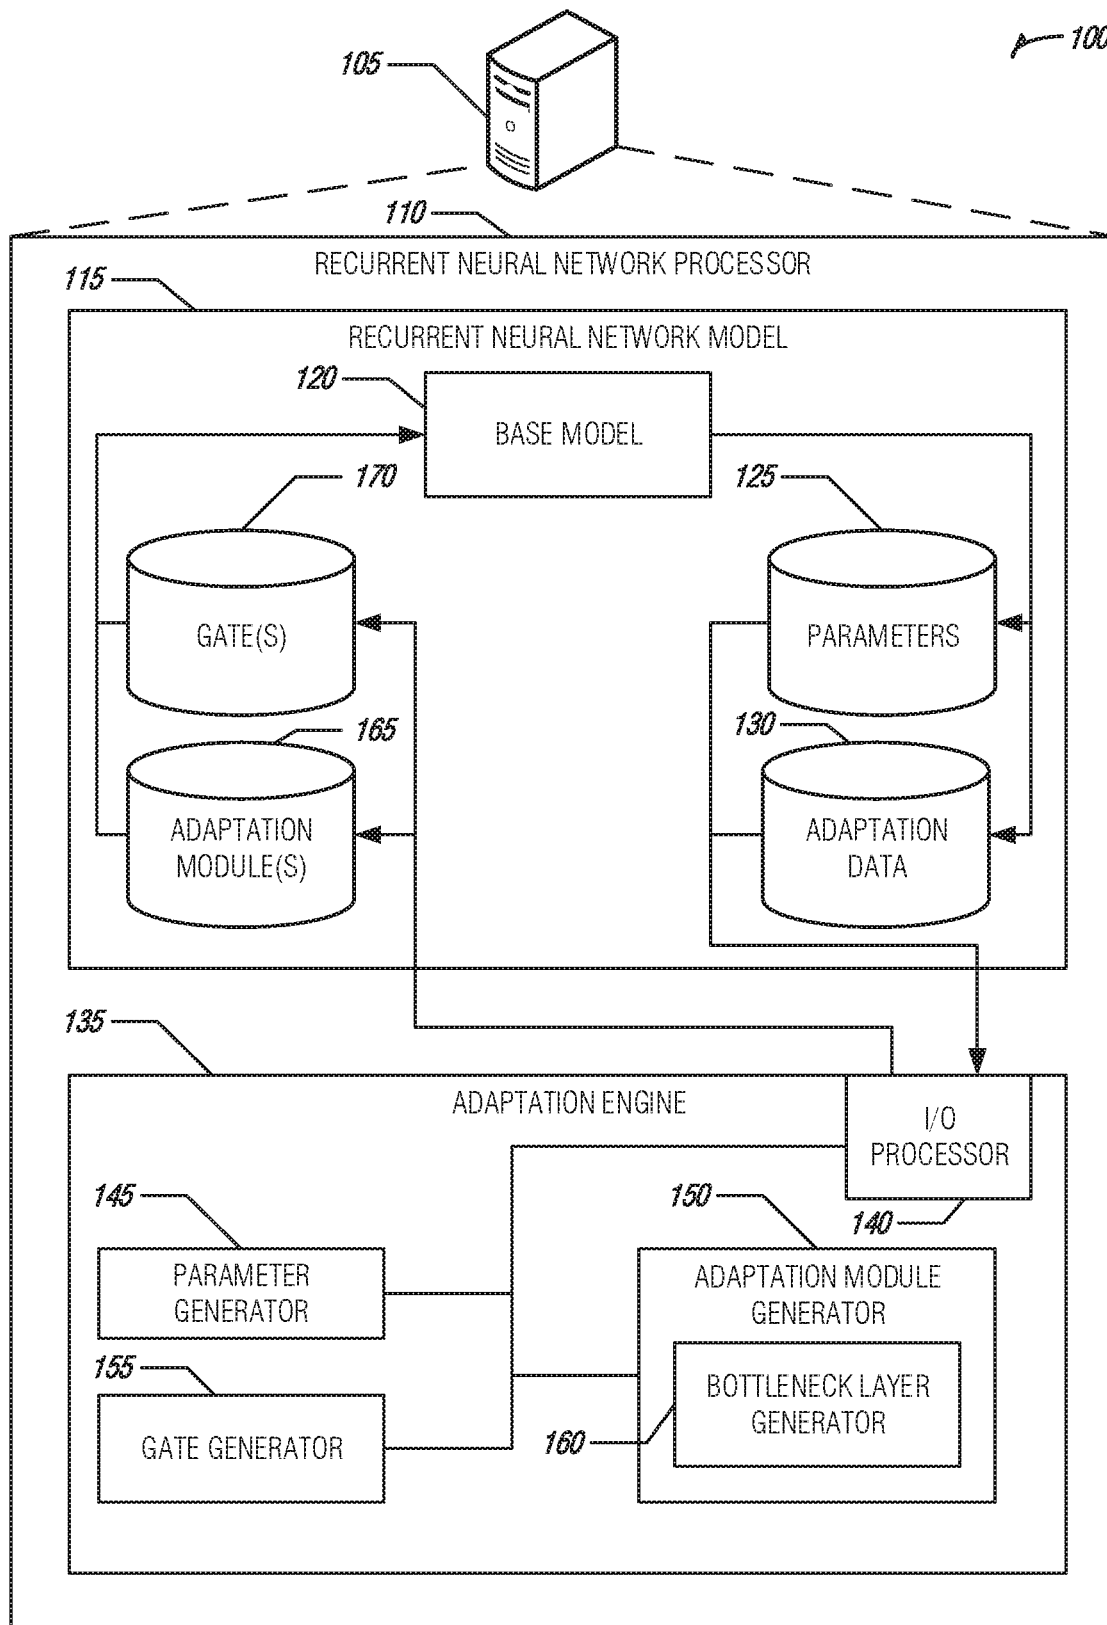 100
105
110
RECURRENT NEURAL NETWORK PROCESSOR
115
RECURRENT NEURAL NETWORK MODEL
120
BASE MODEL
170
125
GATE(S)
PARAMETERS
165
130
ADAPTATION
MODULE(S)
ADAPTATION
DATA
135
ADAPTATION ENGINE
I/O
PROCESSOR
140
145
150
PARAMETER
GENERATOR
ADAPTATION MODULE
GENERATOR
155
GATE GENERATOR
BOTTLENECK LAYER
GENERATOR
160